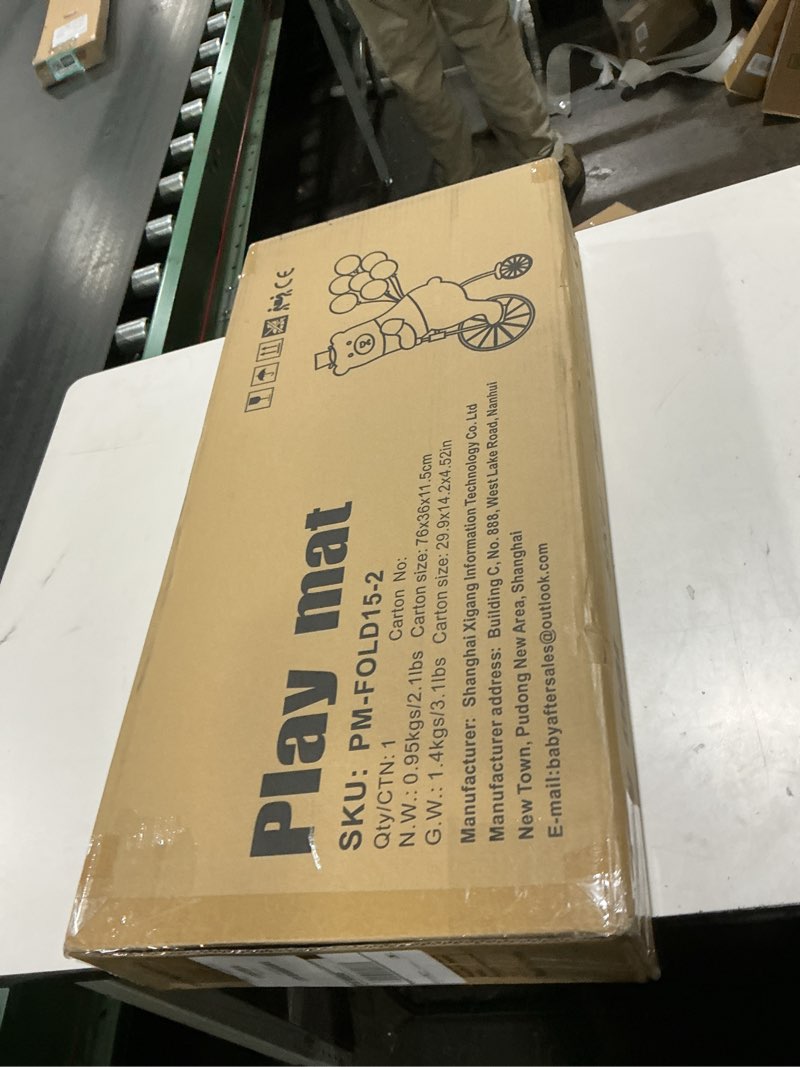 Play mat
SKU: PM-FOLD15-2
Qty/CTN: 1 Carton No:
N.W.: 0.95kgs/2.1lbs Carton size: 76x36x11.5cm
G.W.: 1.4kgs/3.1lbs Carton size: 29.9x14.2x4.52in
Manufacturer: Shanghai Xigang Information Technology Co. Ltd
Manufacturer address: Building C, No. 888, West Lake Road, Nanhui
New Town, Pudong New Area, Shanghai
E-mail:babyaftersales@outlook.com
CE